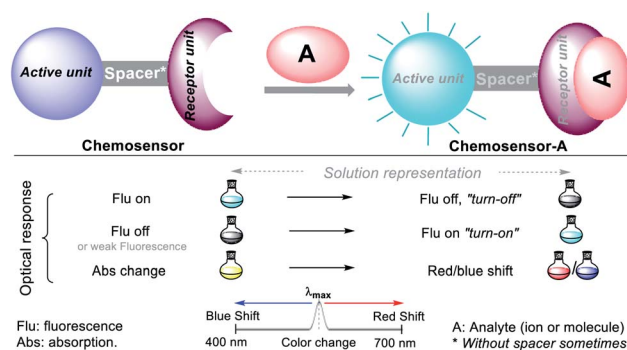 A
Active unit
Spacer*
Receptor unit
Active unit
Spacer*
Receptor unit
A
Chemosensor
Chemosensor-A
Solution representation
Optical response
Flu on
Flu off, "turn-off"
Flu off
or weak Fluorescence
Flu on "turn-on"
Abs change
Red/blue shift
/
λmax
Blue Shift
Red Shift
Flu: fluorescence
Abs: absorption.
400 nm
Color change
700 nm
A: Analyte (ion or molecule)
* Without spacer sometimes